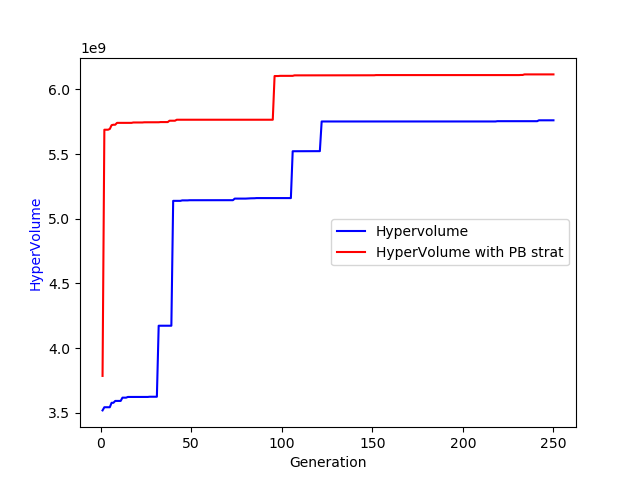 1e9
6.0
5.5
5.0
4.5
4.0
3.5
HyperVolume
Hypervolume
HyperVolume with PB strat
0 50 100 150 200 250
Generation